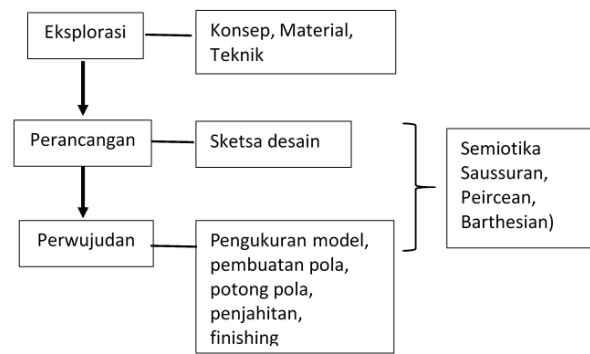 Eksplorasi
Konsep, Material,
Teknik
Perancangan
Sketsa desain
Semiotika
Saussuran,
Peircean,
Barthesian)
Perwujudan
Pengukuran model,
pembuatan pola,
potong pola,
penjahitan,
finishing